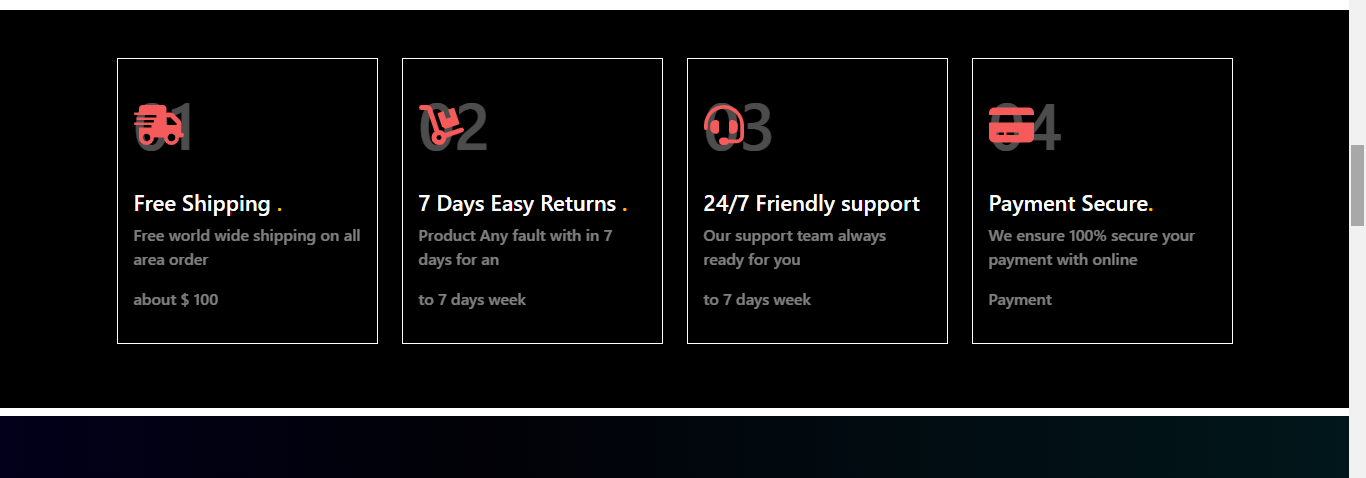 01
Free Shipping .
Free world wide shipping on all
area order
about $ 100
02
7 Days Easy Returns .
Product Any fault with in 7
days for an
to 7 days week
03
24/7 Friendly support
Our support team always
ready for you
to 7 days week
04
Payment Secure.
We ensure 100% secure your
payment with online
Payment